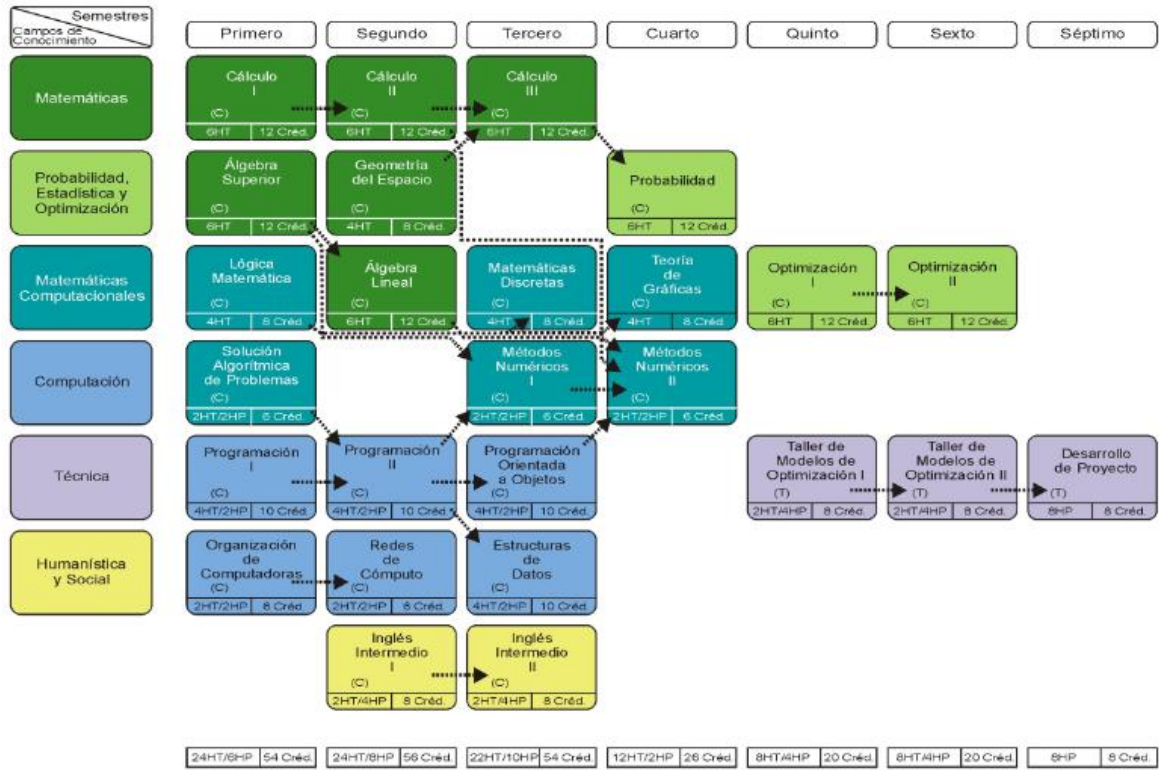 Semestres
Campos de
Conocimiento
Primero
Segundo
Tercero
Cuarto
Quinto
Sexto
Séptimo
Matemáticas
Cálculo
I
(C)
6HT 12 Créd.
Cálculo
II
(C)
6HT 12 Créd.
Cálculo
III
(C)
6HT 12 Créd.
Probabilidad,
Estadística y
Optimización
Álgebra
Superior
(C)
6HT 12 Créd.
Geometría
del Espacio
(C)
4HT 8 Créd.
Probabilidad
(C)
6HT 12 Créd.
Matemáticas
Computacionales
Lógica
Matemática
(C)
4HT 8 Créd.
Álgebra
Lineal
(C)
6HT 12 Créd.
Matemáticas
Discretas
(C)
4HT 8 Créd.
Teoría
de
Gráficas
(C)
4HT 8 Créd.
Optimización
I
(C)
6HT 12 Créd.
Optimización
II
(C)
6HT 12 Créd.
Computación
Solución
Algorítmica
de Problemas
(C)
2HT/2HP 6 Créd.
Métodos
Numéricos
I
(C)
2HT/2HP 6 Créd.
Métodos
Numéricos
II
(C)
2HT/2HP 6 Créd.
Técnica
Programación
I
(C)
4HT/2HP 10 Créd.
Programación
II
(C)
4HT/2HP 10 Créd.
Programación
Orientada
a Objetos
(C)
4HT/2HP 10 Créd.
Taller de
Modelos de
Optimización I
(T)
2HT/4HP 8 Créd.
Taller de
Modelos de
Optimización II
(T)
2HT/4HP 8 Créd.
Desarrollo
de Proyecto
(T)
8HP 8 Créd.
Humanística
y Social
Organización
de
Computadoras
(C)
2HT/2HP 6 Créd.
Redes
de
Cómputo
(C)
2HT/2HP 6 Créd.
Estructuras
de
Datos
(C)
4HT/2HP 10 Créd.
Inglés
Intermedio
I
(C)
2HT/4HP 8 Créd.
Inglés
Intermedio
II
(C)
2HT/4HP 8 Créd.
24HT/6HP 54 Créd.
24HT/8HP 56 Créd.
22HT/10HP 54 Créd.
12HT/2HP 26 Créd.
8HT/4HP 20 Créd.
8HT/4HP 20 Créd.
8HP 8 Créd.